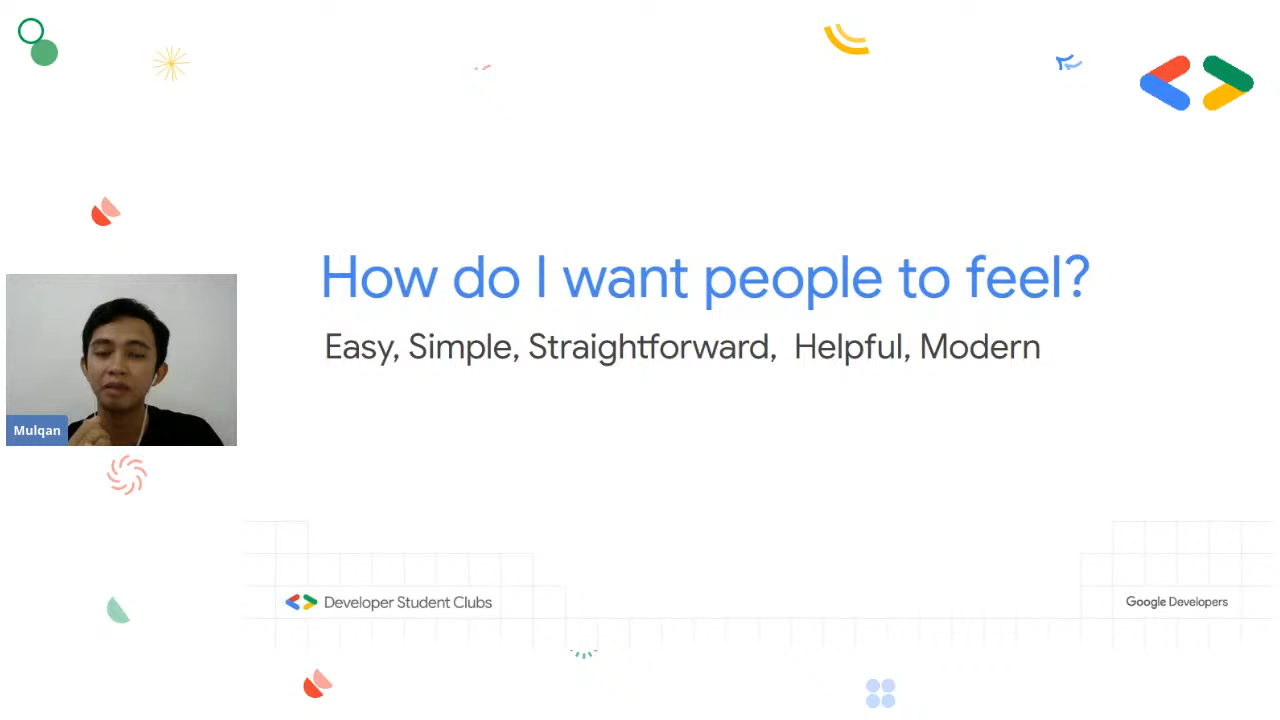 How do I want people to feel?
Easy, Simple, Straightforward, Helpful, Modern
Mulqan
Developer Student Clubs
Google Developers